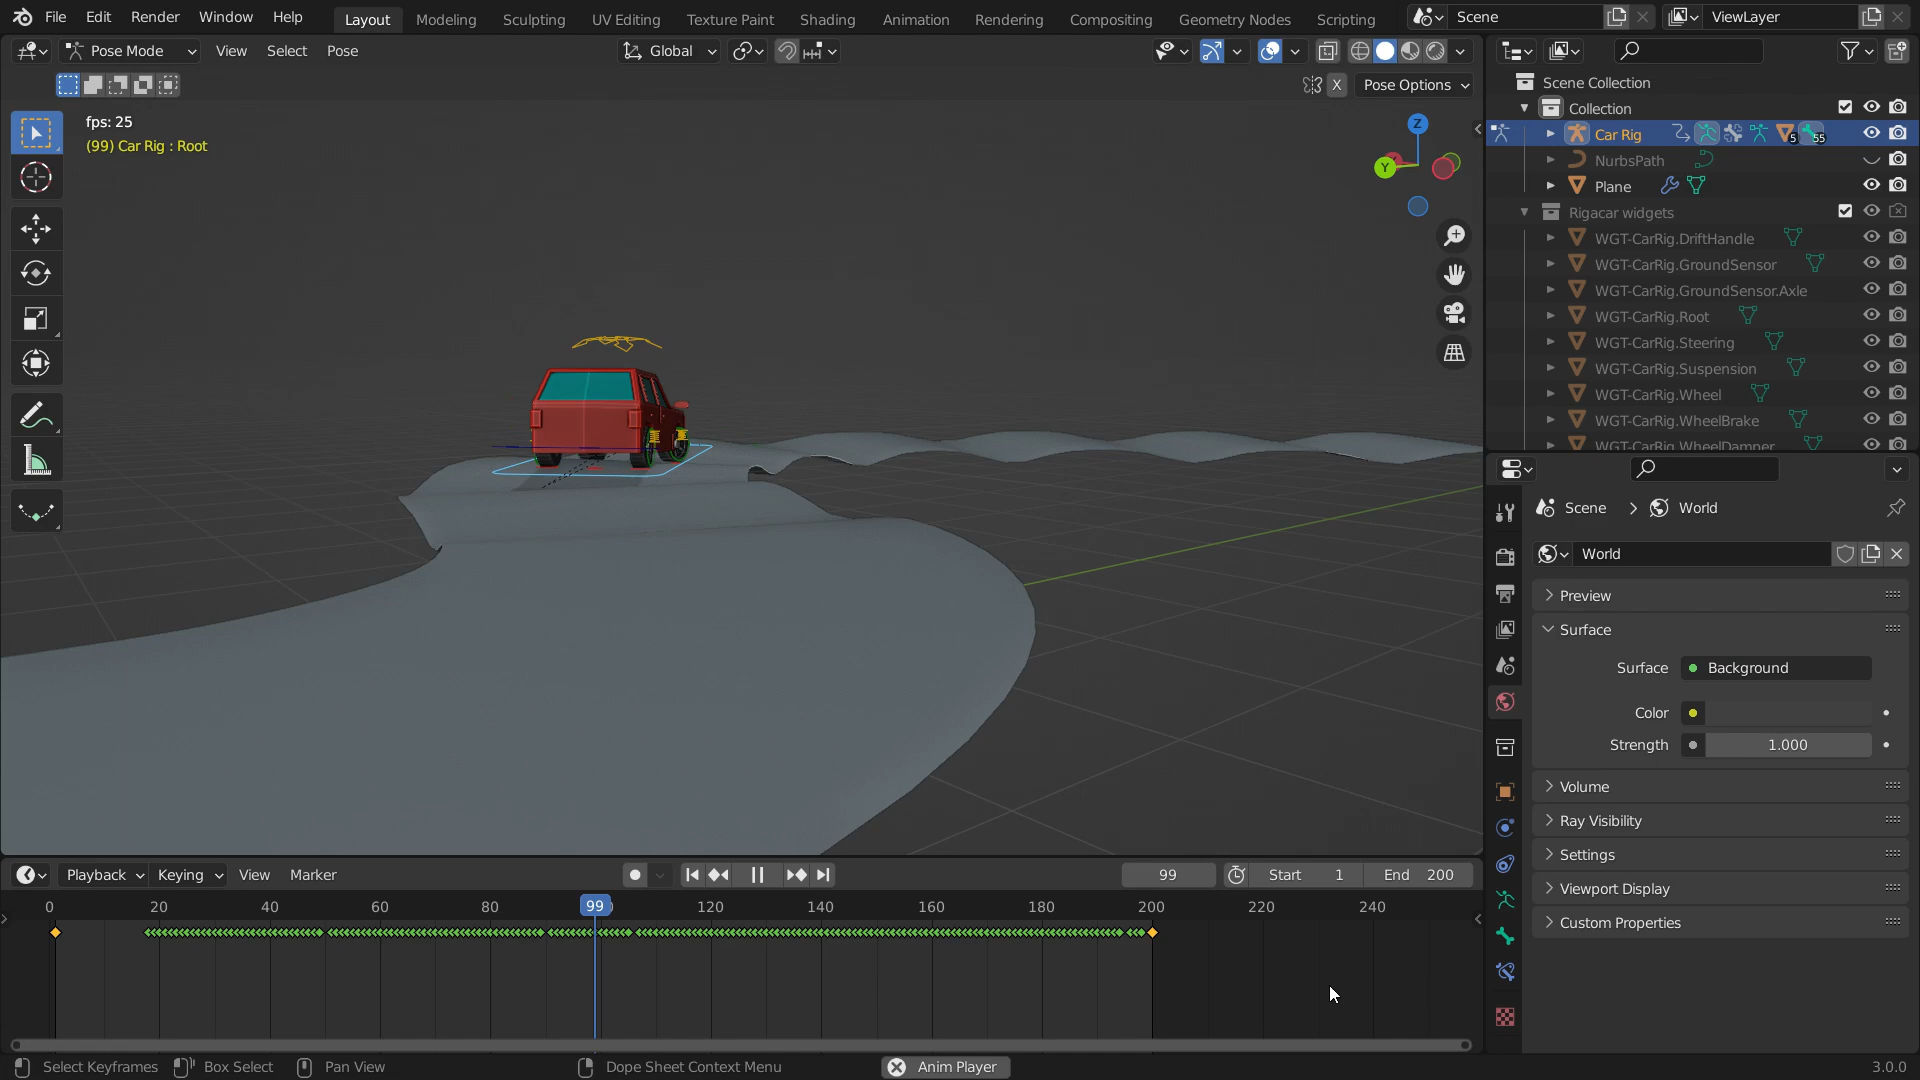 File Edit Render Window Help Layout Modeling Sculpting UV Editing Texture Paint Shading Animation Rendering Compositing Geometry Nodes Scripting Scene ViewLayer
Pose Mode View Select Pose Global
X Pose Options
fps: 25
(99) Car Rig : Root
Z
Y
Scene Collection
Collection
Car Rig 5 55
NurbsPath
Plane
Rigacar widgets
WGT-CarRig.DriftHandle
WGT-CarRig.GroundSensor
WGT-CarRig.GroundSensor.Axle
WGT-CarRig.Root
WGT-CarRig.Steering
WGT-CarRig.Suspension
WGT-CarRig.Wheel
WGT-CarRig.WheelBrake
WGT-CarRig.WheelDamper
Scene World
World
Preview
Surface
Surface Background
Color
Strength 1.000
Volume
Ray Visibility
Settings
Viewport Display
Custom Properties
Playback Keying View Marker 99 Start 1 End 200
0 20 40 60 80 99 120 140 160 180 200 220 240
Select Keyframes Box Select Pan View Dope Sheet Context Menu Anim Player 3.0.0